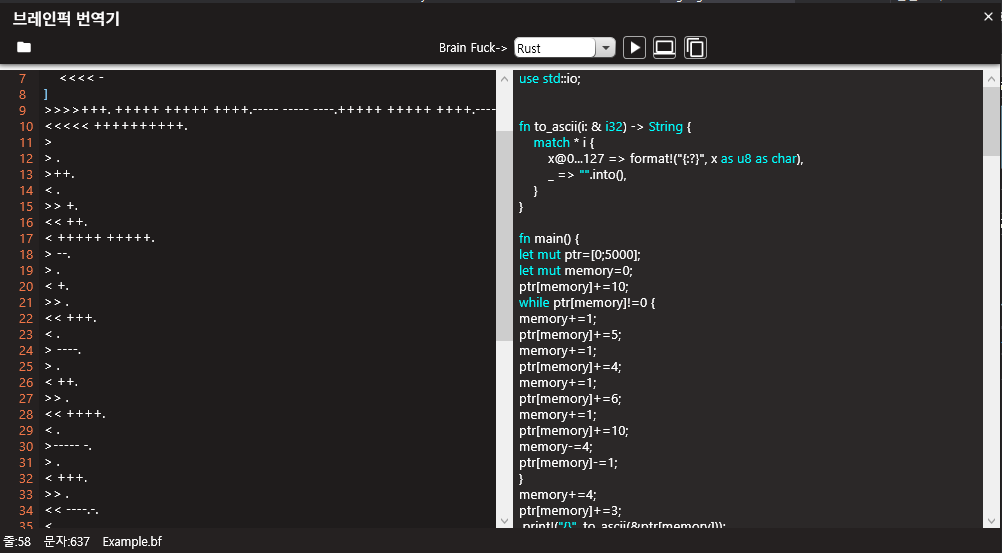 브레인퍽 번역기
Brain Fuck-> Rust
7 <<<< -
8 ]
9 >>>>+++. +++++ +++++ ++++.----- ----- ----.+++++ +++++ ++++.----
10 <<<<< ++++++++++.
11 >
12 > .
13 >++.
14 < .
15 >> +.
16 << ++.
17 < +++++ +++++.
18 > --.
19 > .
20 < +.
21 >> .
22 << +++.
23 < .
24 > ----.
25 > .
26 < ++.
27 >> .
28 << ++++.
29 < .
30 >----- -.
31 > .
32 < +++.
33 >> .
34 << ----.-.
35 <
use std::io;
fn to_ascii(i: & i32) -> String {
match * i {
x@0...127 => format!("{:?}", x as u8 as char),
_ => "".into(),
}
}
fn main() {
let mut ptr=[0;5000];
let mut memory=0;
ptr[memory]+=10;
while ptr[memory]!=0 {
memory+=1;
ptr[memory]+=5;
memory+=1;
ptr[memory]+=4;
memory+=1;
ptr[memory]+=6;
memory+=1;
ptr[memory]+=10;
memory-=4;
ptr[memory]-=1;
}
memory+=4;
ptr[memory]+=3;
print!("{}", to_ascii(&ptr[memory]));
줄:58 문자:637 Example.bf